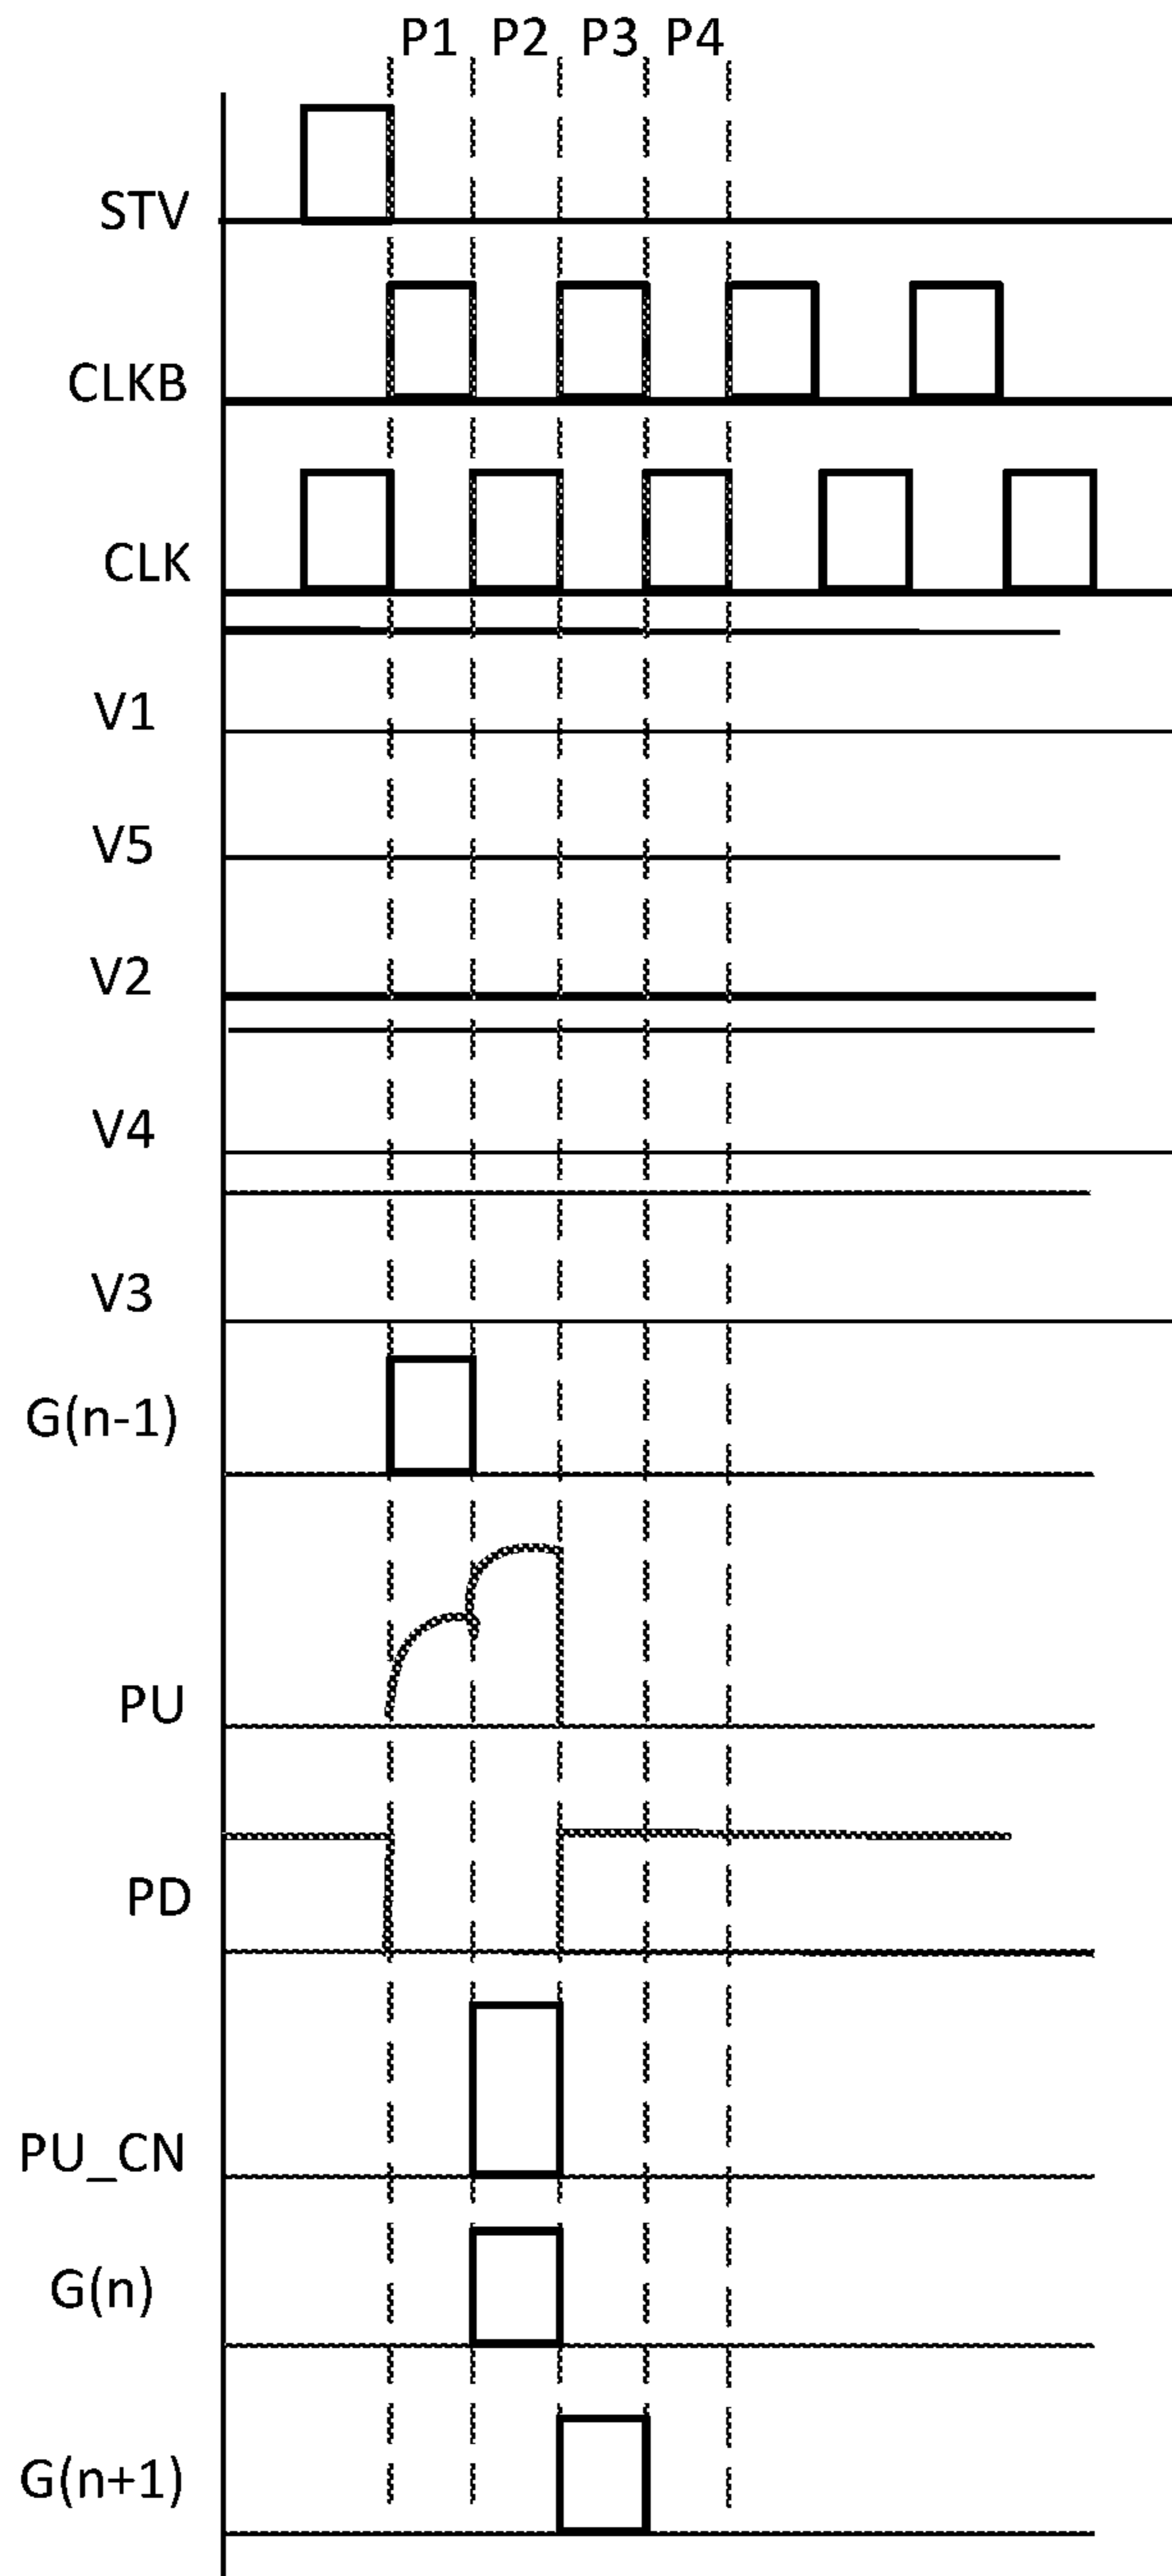 P1 P2 P3 P4
STV
CLKB
CLK
V1
V5
V2
V4
V3
G(n-1)
PU
PD
PU_CN
G(n)
G(n+1)